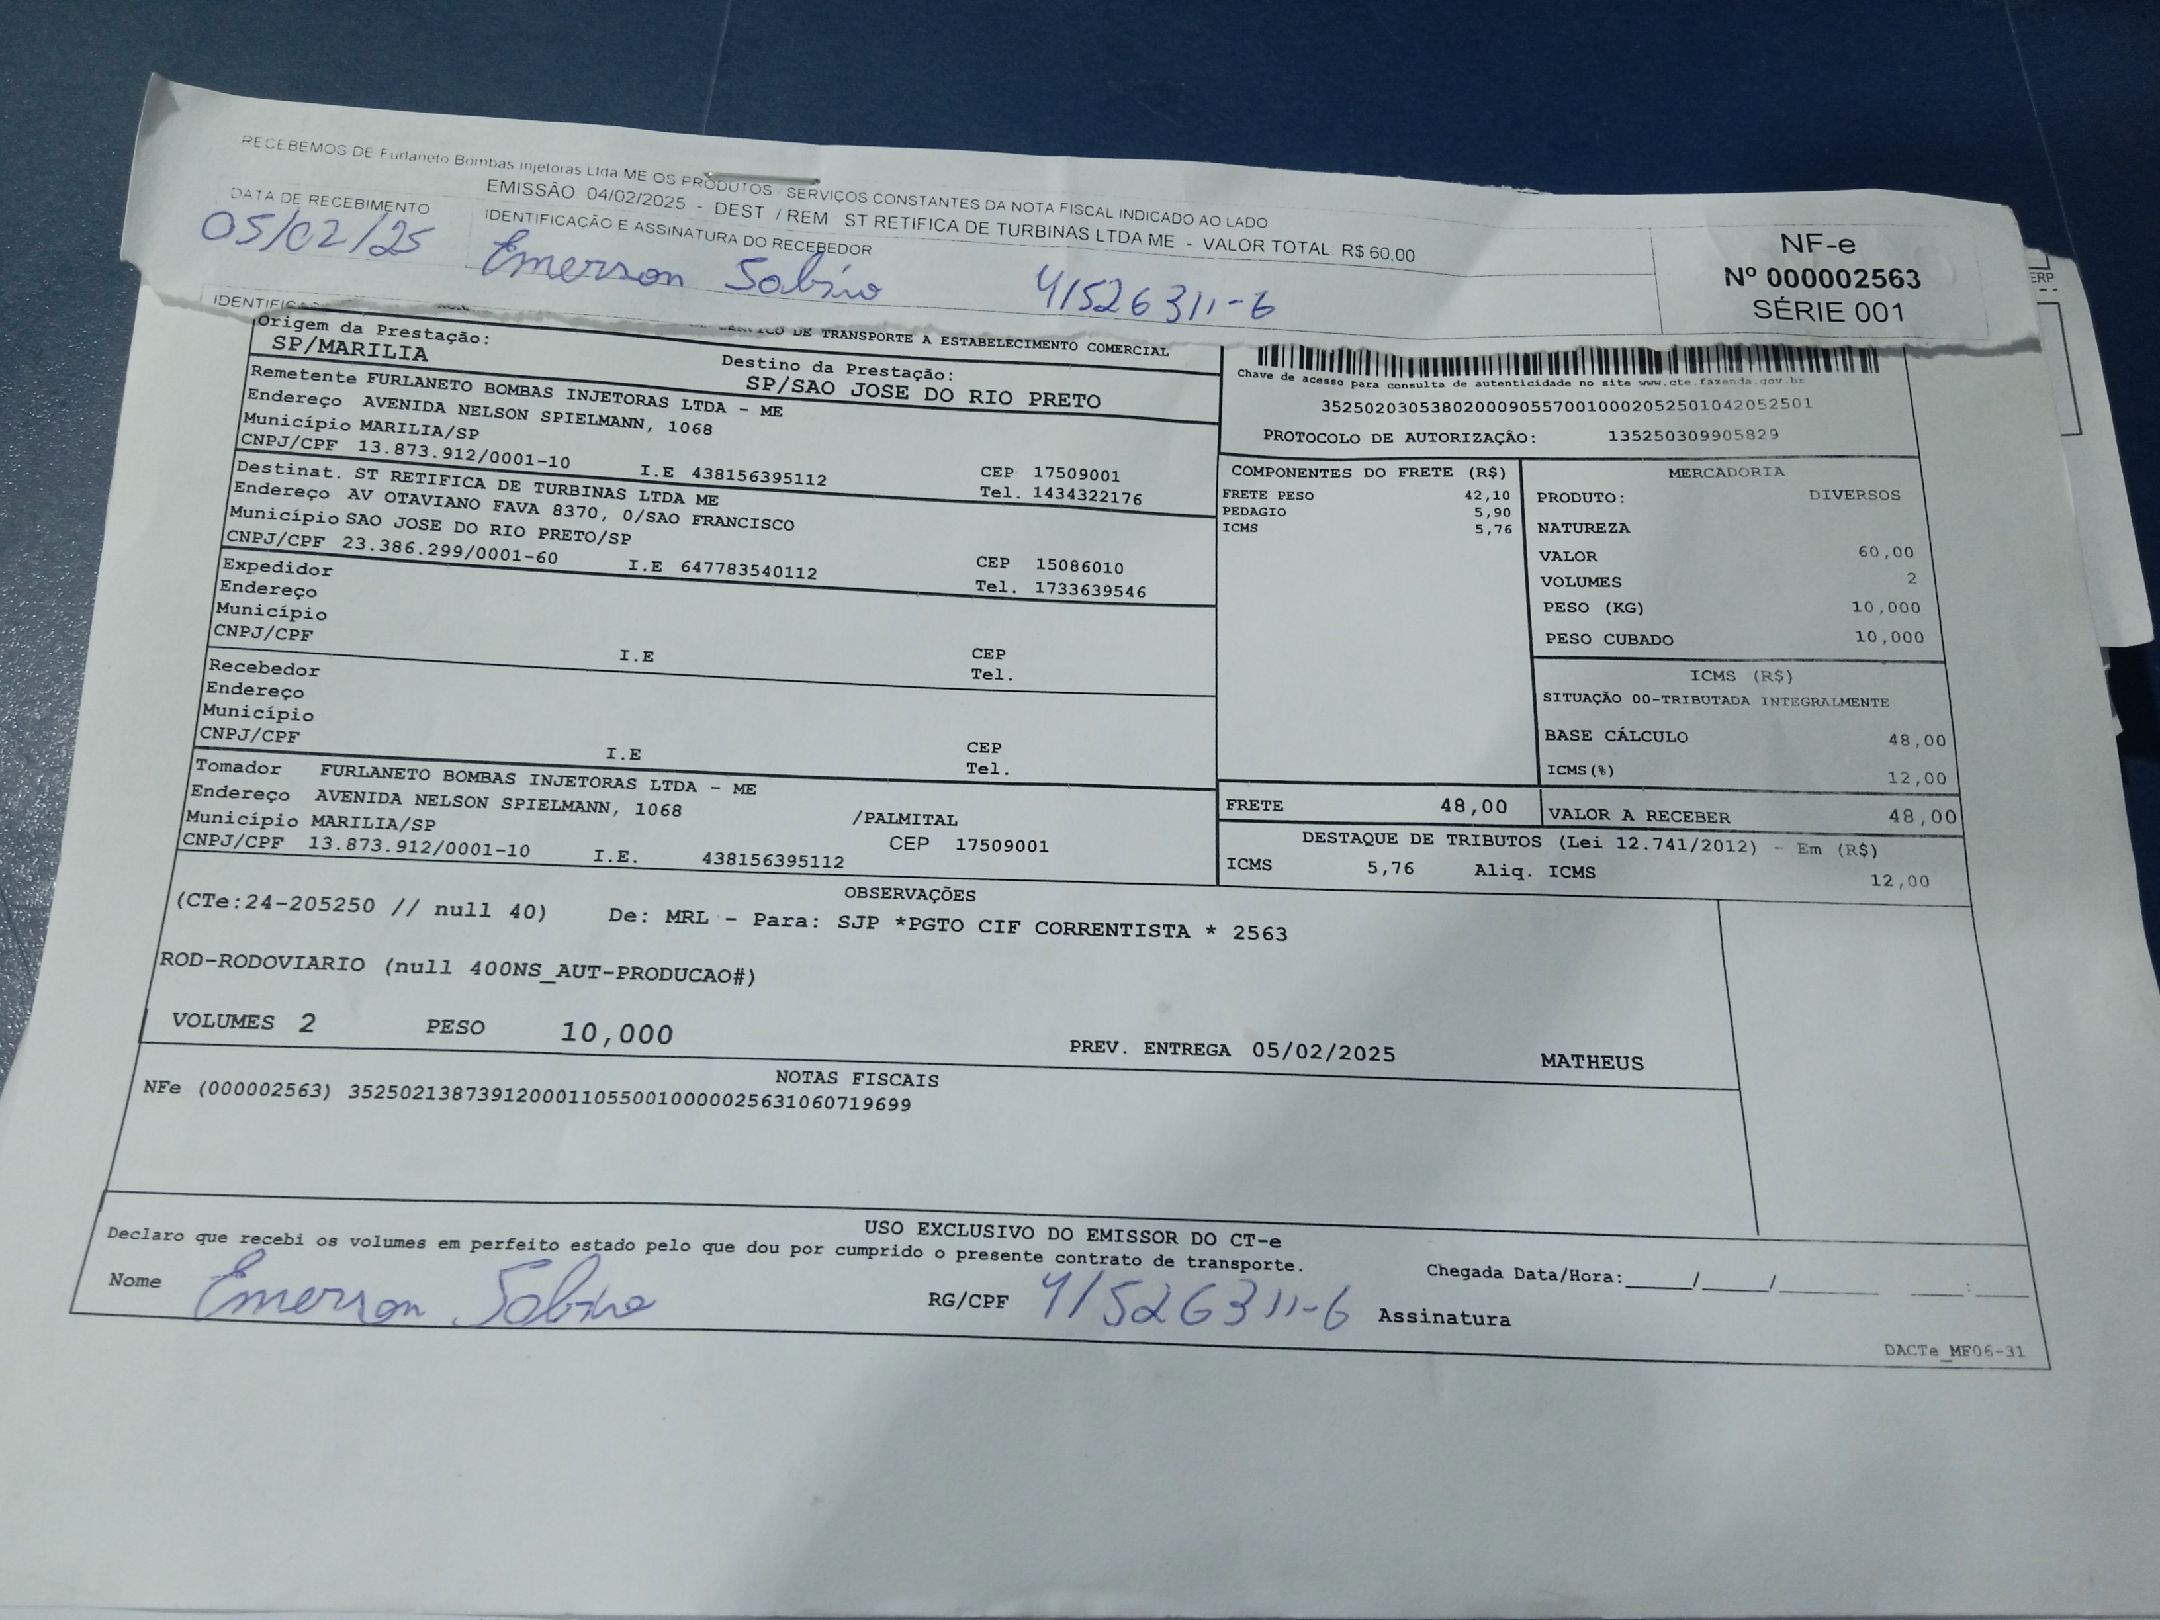 RECEBEMOS DE Furlaneto Bombas Injetoras Ltda ME OS PRODUTOS / SERVIÇOS CONSTANTES DA NOTA FISCAL INDICADO AO LADO
EMISSÃO 04/02/2025 - DEST / REM ST RETIFICA DE TURBINAS LTDA ME - VALOR TOTAL R$ 60,00
DATA DE RECEBIMENTO
IDENTIFICAÇÃO E ASSINATURA DO RECEBEDOR
05/02/25 Emerson Sabino 41526311-6
NF-e
Nº 000002563
SÉRIE 001
ERP
DE TRANSPORTE A ESTABELECIMENTO COMERCIAL
Origem da Prestação:
SP/MARILIA
Destino da Prestação:
SP/SAO JOSE DO RIO PRETO
Remetente FURLANETO BOMBAS INJETORAS LTDA - ME
Endereço AVENIDA NELSON SPIELMANN, 1068
Município MARILIA/SP CEP 17509001
CNPJ/CPF 13.873.912/0001-10 I.E 438156395112 Tel. 1434322176
Destinat. ST RETIFICA DE TURBINAS LTDA ME
Endereço AV OTAVIANO FAVA 8370, 0/SAO FRANCISCO
Município SAO JOSE DO RIO PRETO/SP CEP 15086010
CNPJ/CPF 23.386.299/0001-60 I.E 647783540112 Tel. 1733639546
Expedidor
Endereço
Município CEP
CNPJ/CPF I.E Tel.
Recebedor
Endereço
Município CEP
CNPJ/CPF I.E Tel.
Tomador FURLANETO BOMBAS INJETORAS LTDA - ME
Endereço AVENIDA NELSON SPIELMANN, 1068 /PALMITAL
Município MARILIA/SP CEP 17509001
CNPJ/CPF 13.873.912/0001-10 I.E. 438156395112
Chave de acesso para consulta de autenticidade no site www.cte.fazenda.gov.br
35250203053802000905570010002052501042052501
PROTOCOLO DE AUTORIZAÇÃO: 135250309905829
COMPONENTES DO FRETE (R$)
FRETE PESO 42,10
PEDAGIO 5,90
ICMS 5,76
MERCADORIA
PRODUTO: DIVERSOS
NATUREZA
VALOR 60,00
VOLUMES 2
PESO (KG) 10,000
PESO CUBADO 10,000
ICMS (R$)
SITUAÇÃO 00-TRIBUTADA INTEGRALMENTE
BASE CÁLCULO 48,00
ICMS(%) 12,00
FRETE 48,00 VALOR A RECEBER 48,00
DESTAQUE DE TRIBUTOS (Lei 12.741/2012) - Em (R$)
ICMS 5,76 Aliq. ICMS 12,00
OBSERVAÇÕES
(CTe:24-205250 // null 40) De: MRL - Para: SJP *PGTO CIF CORRENTISTA * 2563
ROD-RODOVIARIO (null 400NS_AUT-PRODUCAO#)
VOLUMES 2 PESO 10,000 PREV. ENTREGA 05/02/2025 MATHEUS
NOTAS FISCAIS
NFe (000002563) 35250213873912000110550010000025631060719699
USO EXCLUSIVO DO EMISSOR DO CT-e
Declaro que recebi os volumes em perfeito estado pelo que dou por cumprido o presente contrato de transporte.
Chegada Data/Hora:_____/_____/_______ ____:____
Nome Emerson Sabino RG/CPF 41526311-6 Assinatura
DACTe_MF06-31